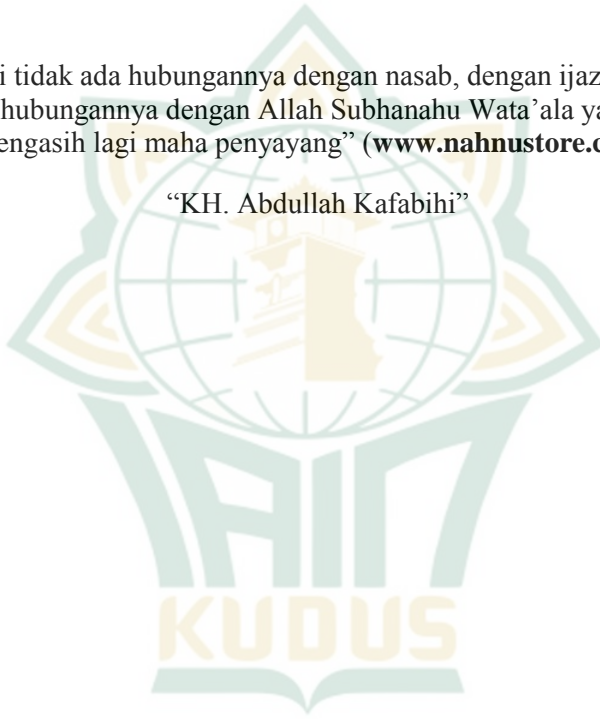 i tidak ada hubungannya dengan nasab, dengan ijaz
hubungannya dengan Allah Subhanahu Wata’ala ya
engasih lagi maha penyayang” (www.nahnustore.c
“KH. Abdullah Kafabihi”
IAIN
KUDUS